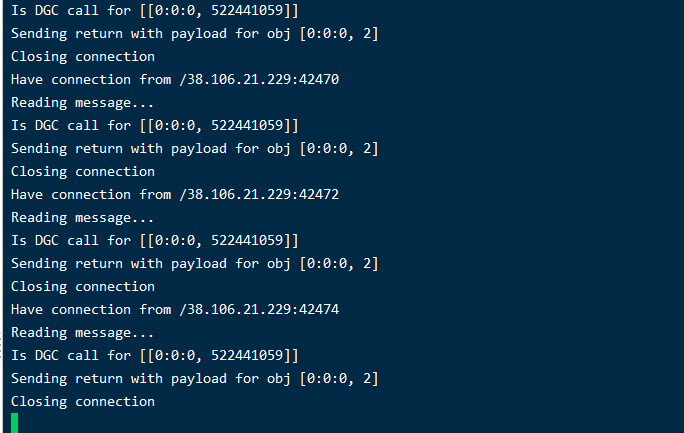 Is DGC call for [[0:0:0, 522441059]]
Sending return with payload for obj [0:0:0, 2]
Closing connection
Have connection from /38.106.21.229:42470
Reading message...
Is DGC call for [[0:0:0, 522441059]]
Sending return with payload for obj [0:0:0, 2]
Closing connection
Have connection from /38.106.21.229:42472
Reading message...
Is DGC call for [[0:0:0, 522441059]]
Sending return with payload for obj [0:0:0, 2]
Closing connection
Have connection from /38.106.21.229:42474
Reading message...
Is DGC call for [[0:0:0, 522441059]]
Sending return with payload for obj [0:0:0, 2]
Closing connection